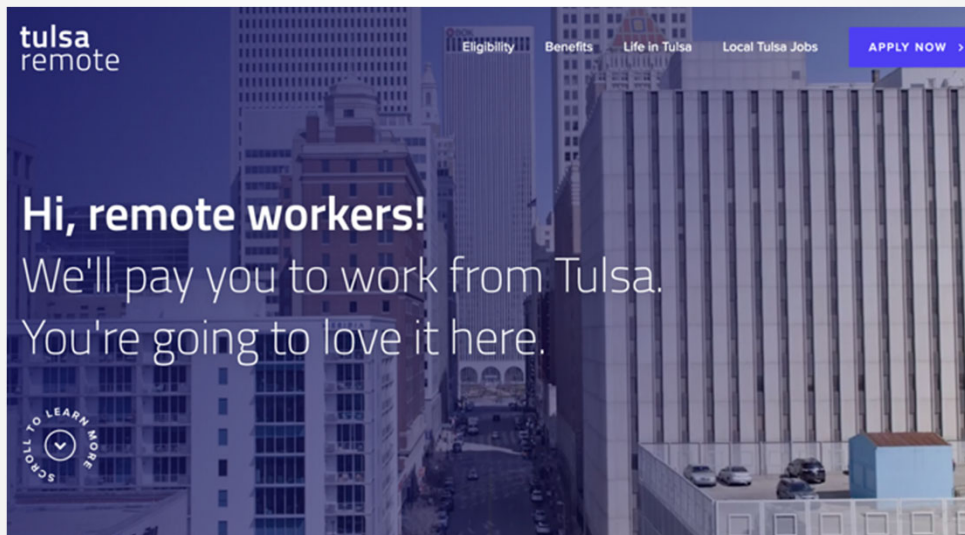 tulsa
remote
Eligibility
Benefits
Life in Tulsa
Local Tulsa Jobs
APPLY NOW >
BOK
Hi, remote workers!
We'll pay you to work from Tulsa.
You're going to love it here.
SCROLL TO LEARN MORE